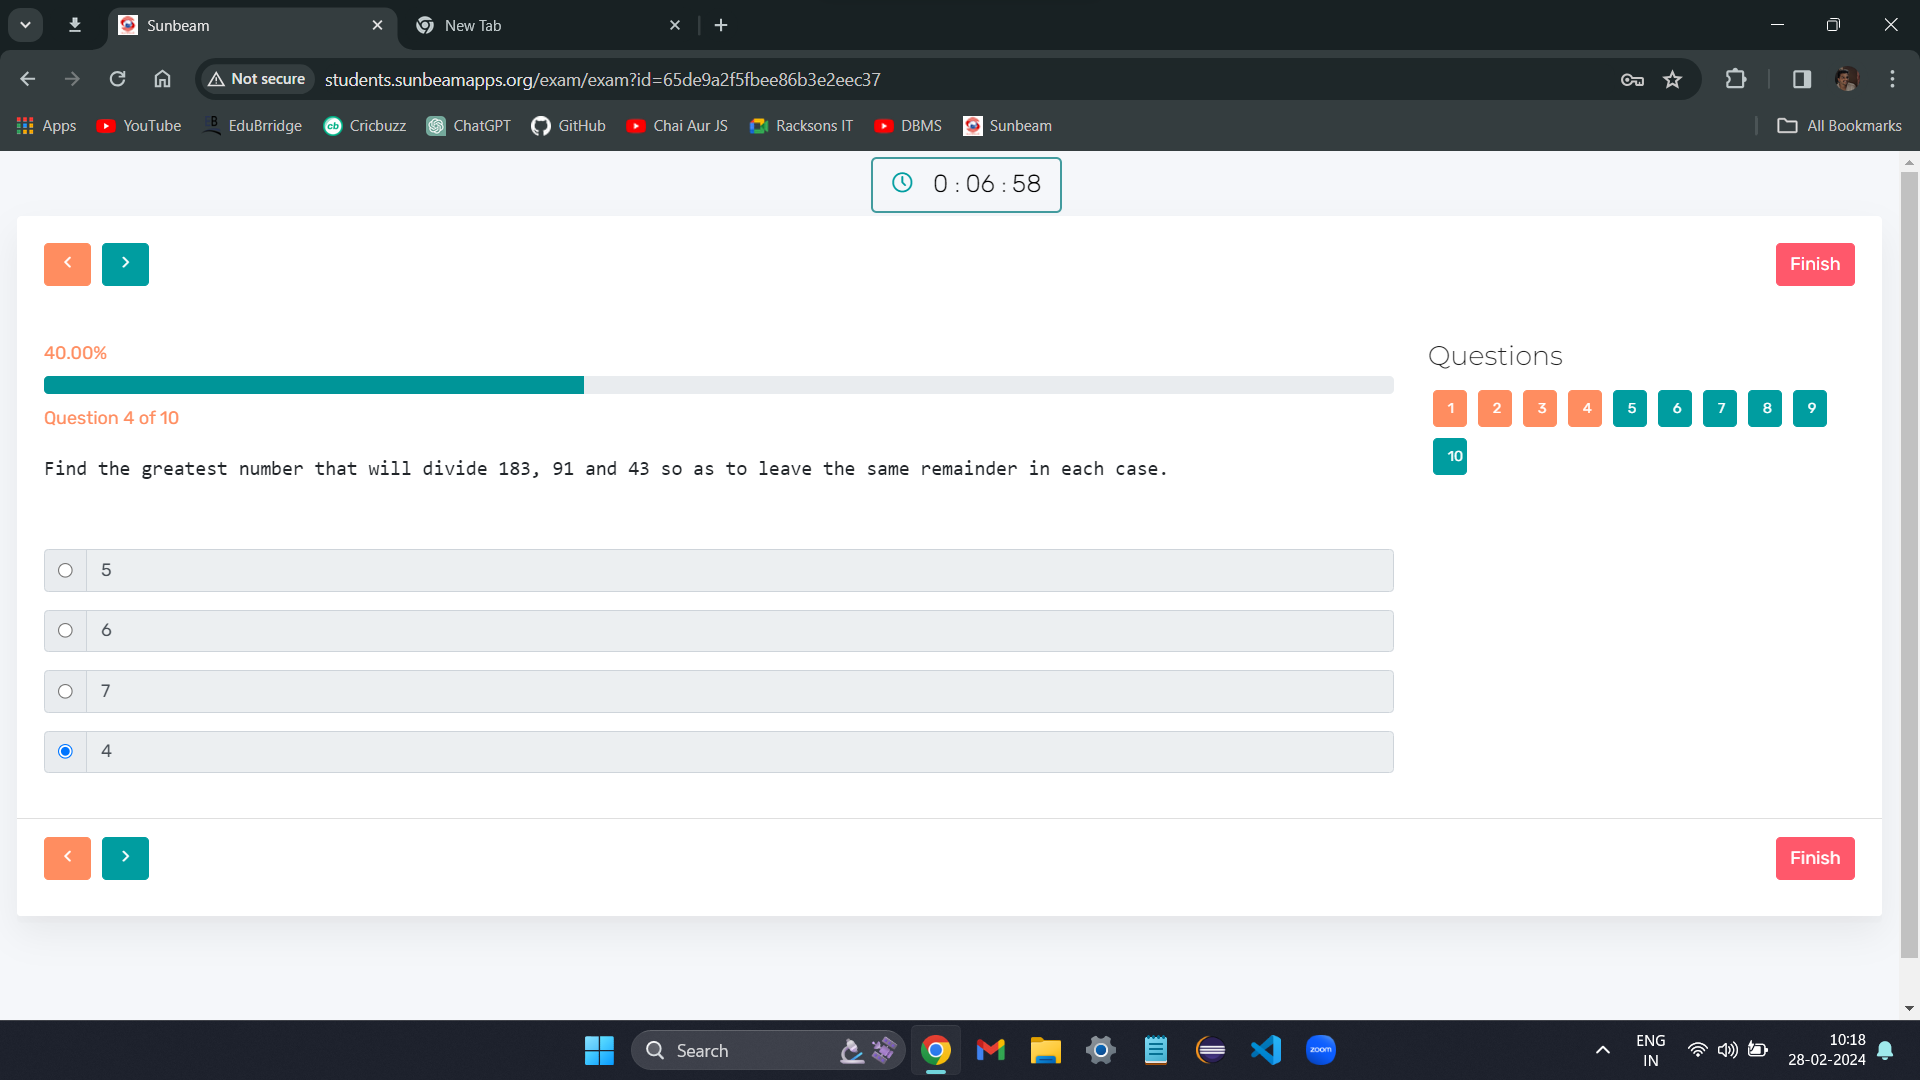 Sunbeam
New Tab
Not secure
students.sunbeamapps.org/exam/exam?id=65de9a2f5fbee86b3e2eec37
Apps
YouTube
B
EduBrridge
cb
Cricbuzz
ChatGPT
GitHub
Chai Aur JS
Racksons IT
DBMS
Sunbeam
All Bookmarks
0 : 06 : 58
Finish
40.00%
Question 4 of 10
Find the greatest number that will divide 183, 91 and 43 so as to leave the same remainder in each case.
5
6
7
4
Questions
1 2 3 4 5 6 7 8 9
10
Finish
Search
zoom
ENG
IN
10:18
28-02-2024